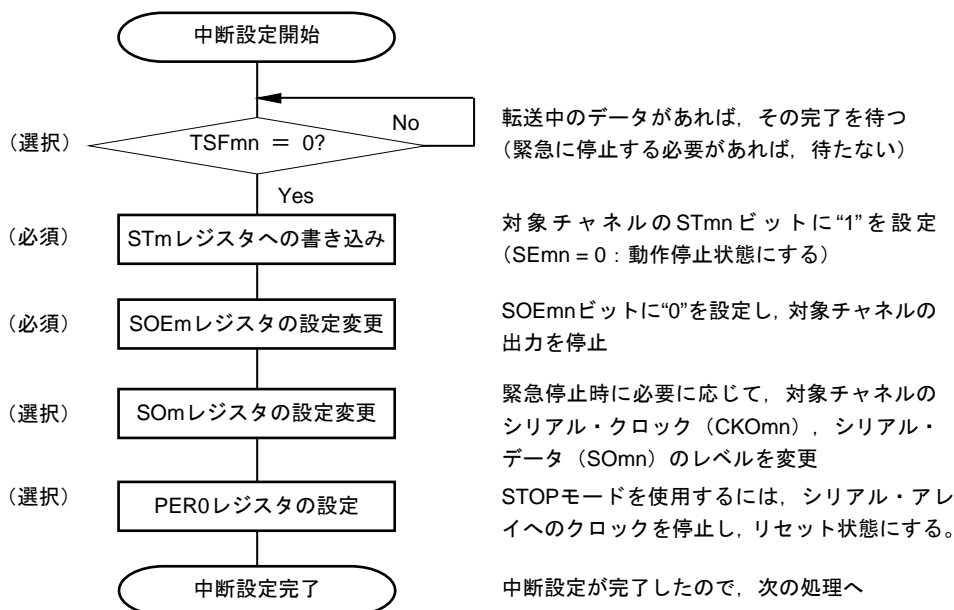 中断設定開始
(選択)
TSFmn = 0?
No
転送中のデータがあれば,その完了を待つ
(緊急に停止する必要があれば,待たない)
Yes
(必須)
STmレジスタへの書き込み
対象チャネルのSTmnビットに“1”を設定
(SEmn = 0:動作停止状態にする)
(必須)
SOEmレジスタの設定変更
SOEmnビットに“0”を設定し,対象チャネルの
出力を停止
(選択)
SOmレジスタの設定変更
緊急停止時に必要に応じて,対象チャネルの
シリアル・クロック(CKOmn),シリアル・
データ(SOmn)のレベルを変更
(選択)
PER0レジスタの設定
STOPモードを使用するには,シリアル・アレ
イへのクロックを停止し,リセット状態にする。
中断設定完了
中断設定が完了したので,次の処理へ